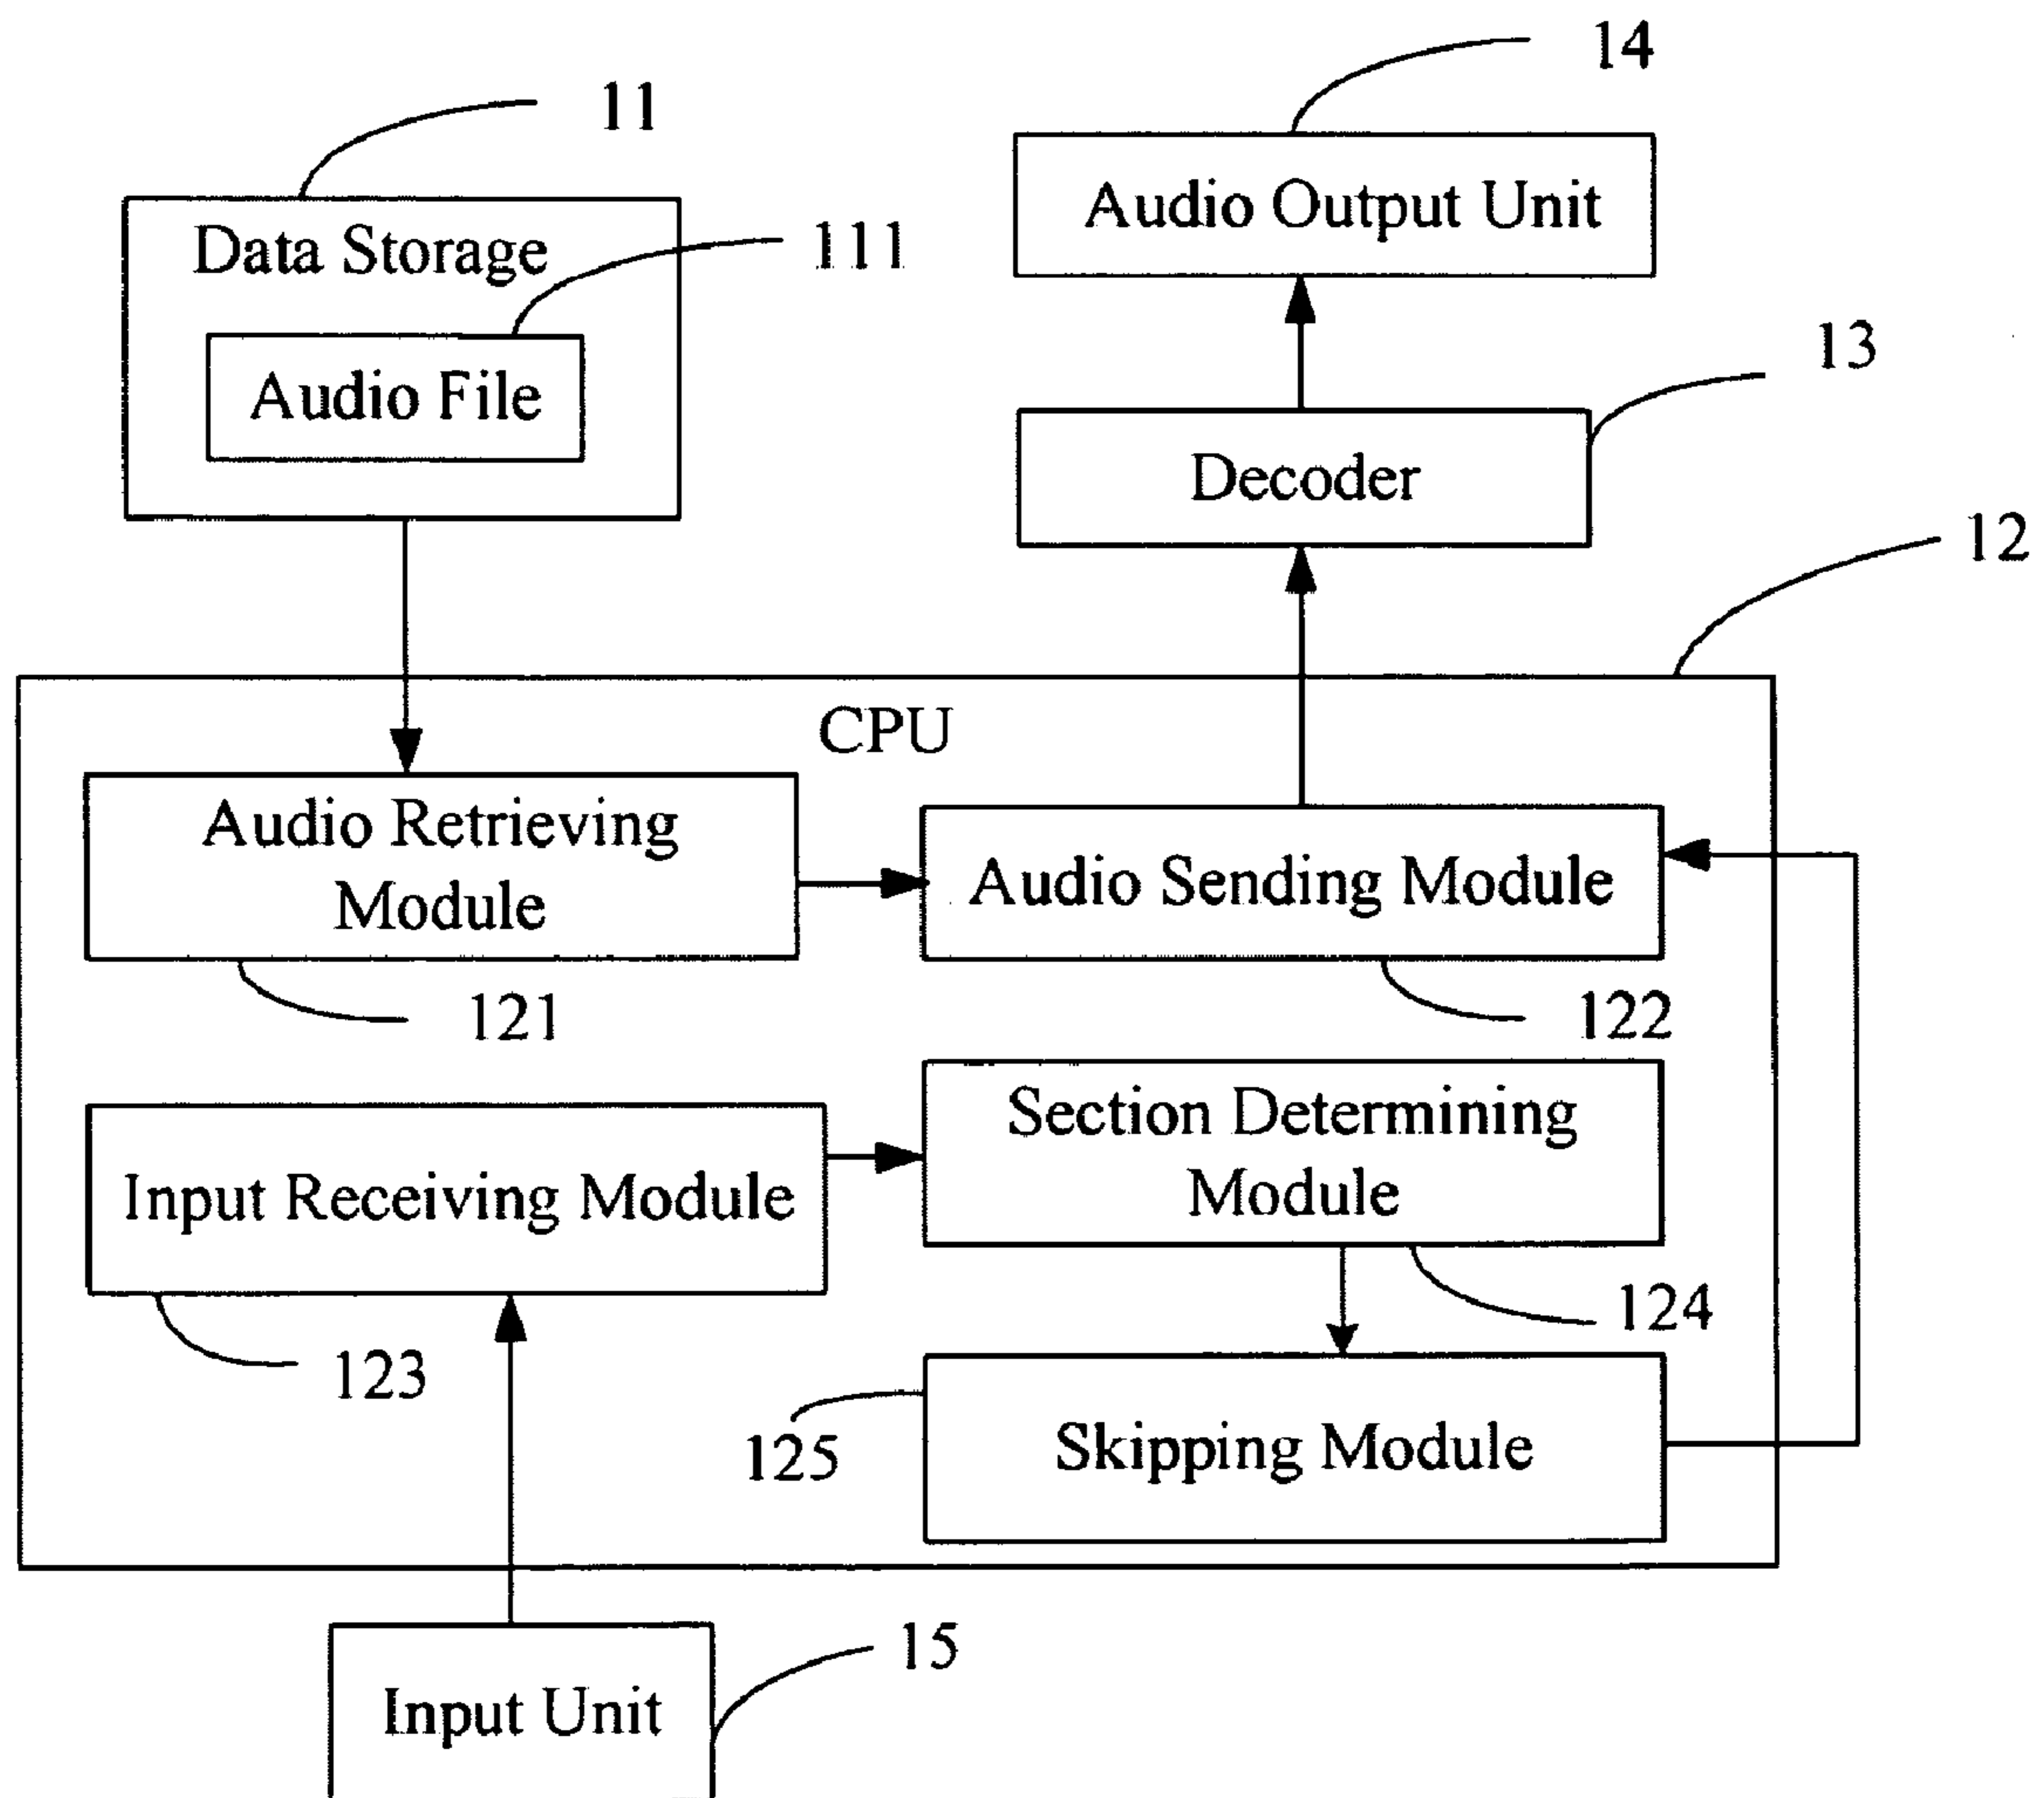 14
11
Audio Output Unit
Data Storage
111
Audio File
13
Decoder
12
CPU
Audio Retrieving
Module
Audio Sending Module
121
122
Section Determining
Module
Input Receiving Module
124
123
125
Skipping Module
15
Input Unit